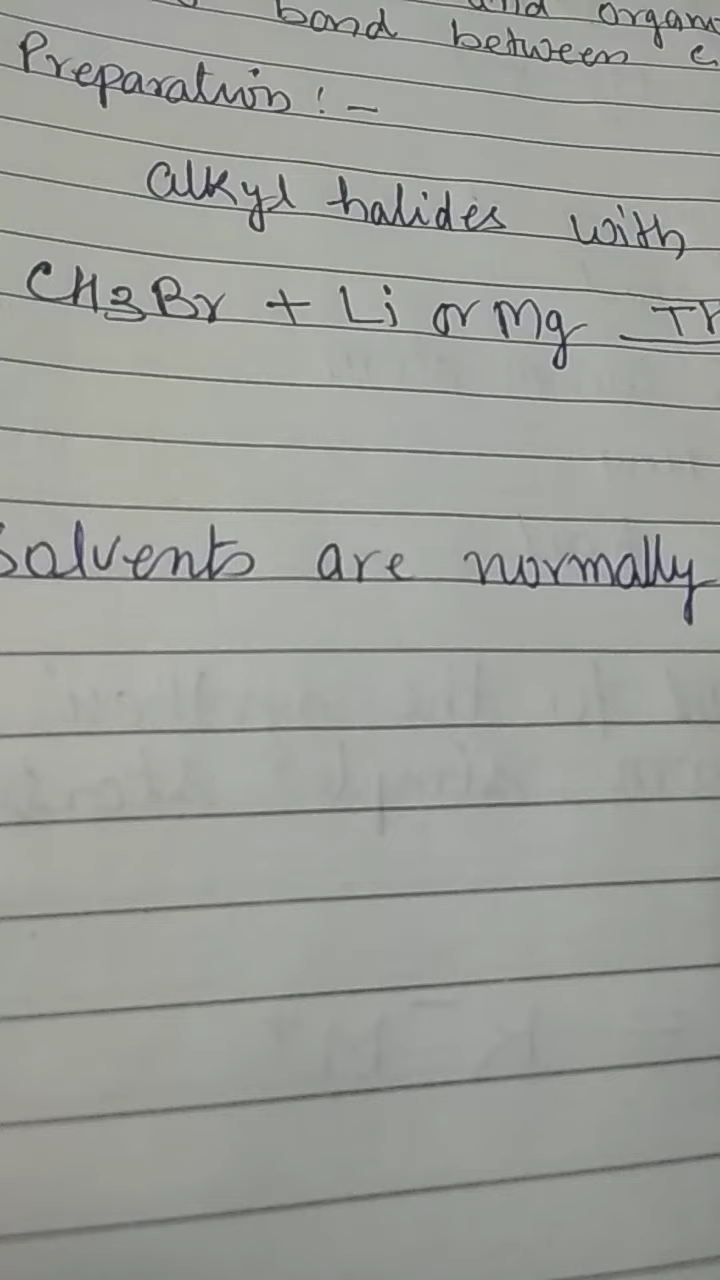 bond between
Preparation : -
alkyl halides with
CH3Br + Li or Mg
Solvents are normally